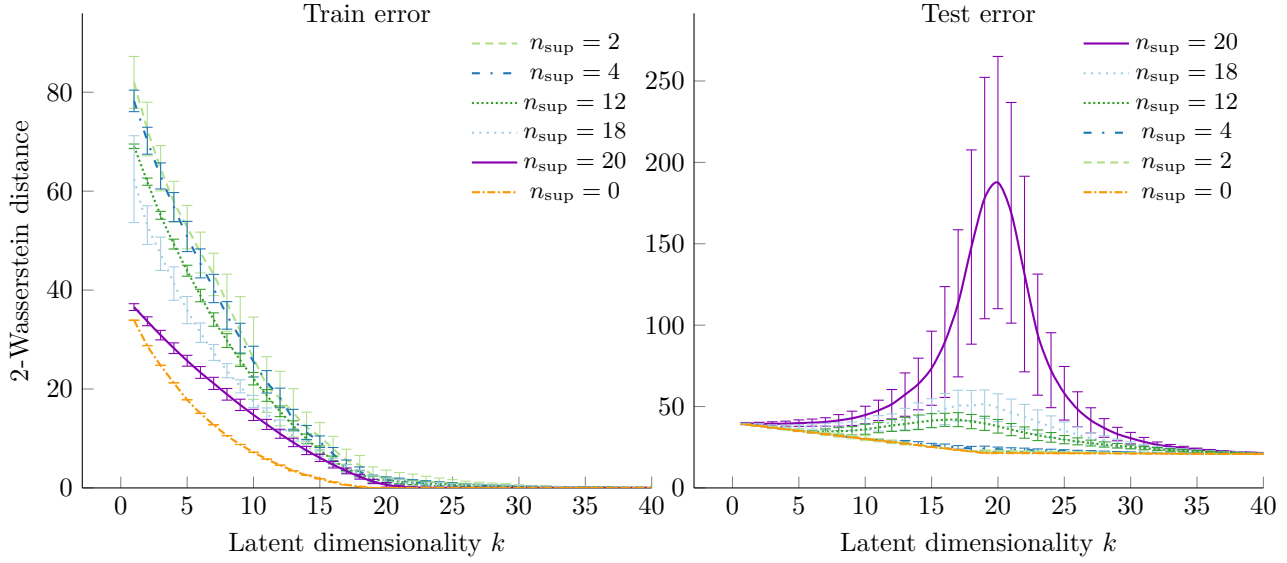 Train error
2-Wasserstein distance
80
60
40
20
0
n_sup = 2
n_sup = 4
n_sup = 12
n_sup = 18
n_sup = 20
n_sup = 0
0 5 10 15 20 25 30 35 40
Latent dimensionality k
Test error
250
200
150
100
50
0
n_sup = 20
n_sup = 18
n_sup = 12
n_sup = 4
n_sup = 2
n_sup = 0
0 5 10 15 20 25 30 35 40
Latent dimensionality k